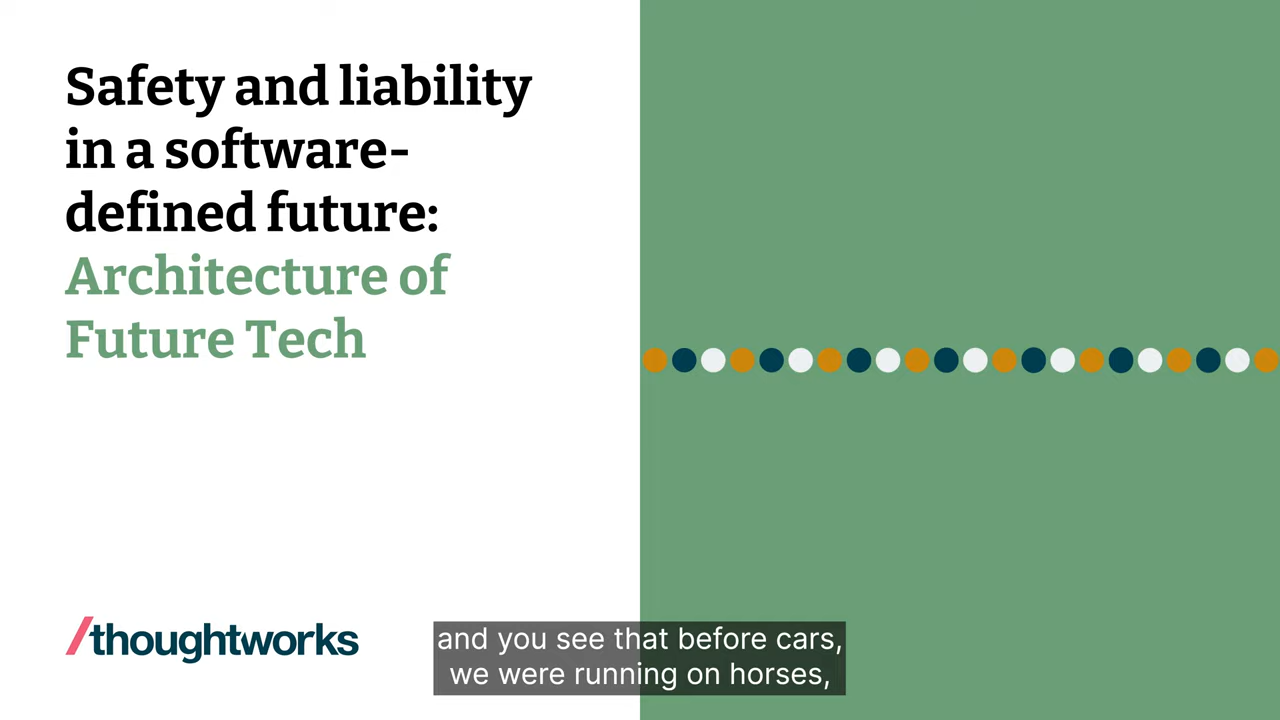 Safety and liability
in a software-
defined future:
Architecture of
Future Tech
/thoughtworks
and you see that before cars,
we were running on horses,